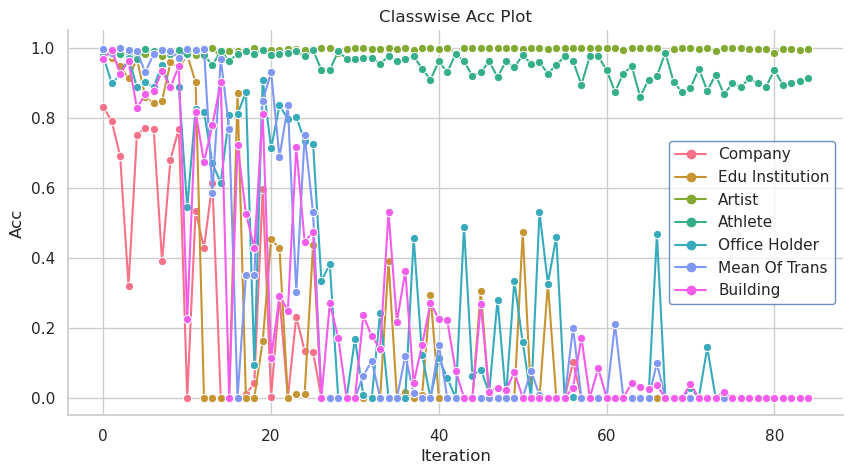 Classwise Acc Plot
1.0
0.8
0.6
0.4
0.2
0.0
Acc
Company
Edu Institution
Artist
Athlete
Office Holder
Mean Of Trans
Building
0
20
40
60
80
Iteration